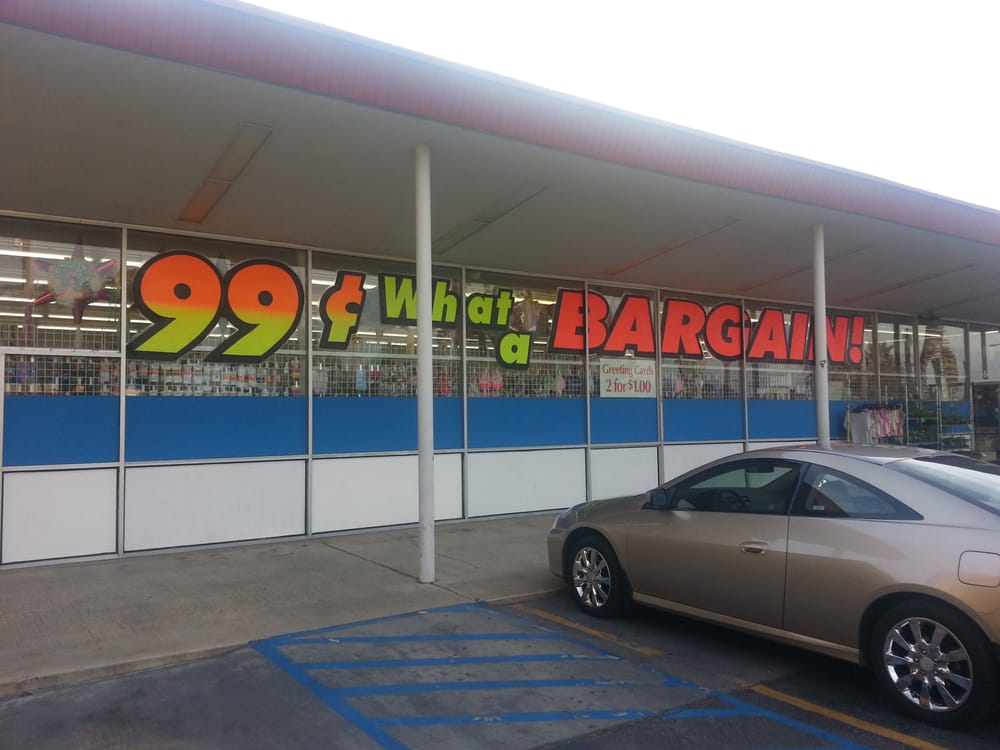 99¢ What a BARGAIN!
Greeting Cards
2 for $1.00